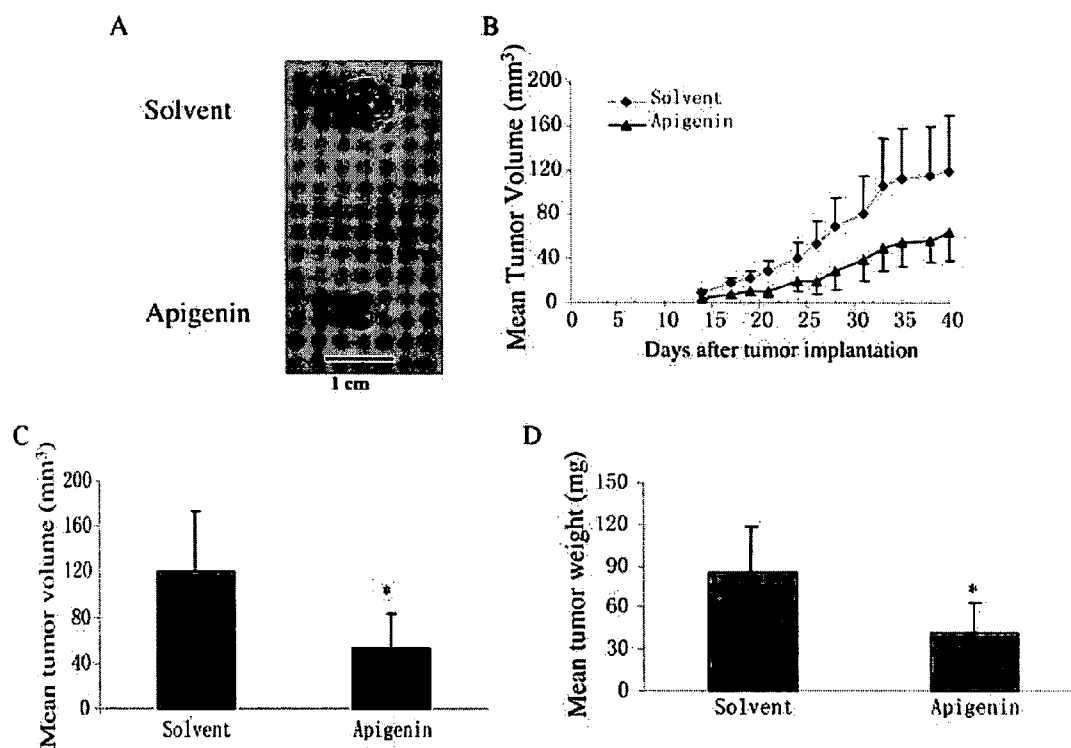 A
Solvent
Apigenin
1 cm
B
Mean Tumor Volume (mm³)
200
160
120
80
40
0
Solvent
Apigenin
0 5 10 15 20 25 30 35 40
Days after tumor implantation
C
Mean tumor volume (mm³)
200
160
120
80
40
0
*
Solvent Apigenin
D
Mean tumor weight (mg)
150
120
90
60
30
0
*
Solvent Apigenin